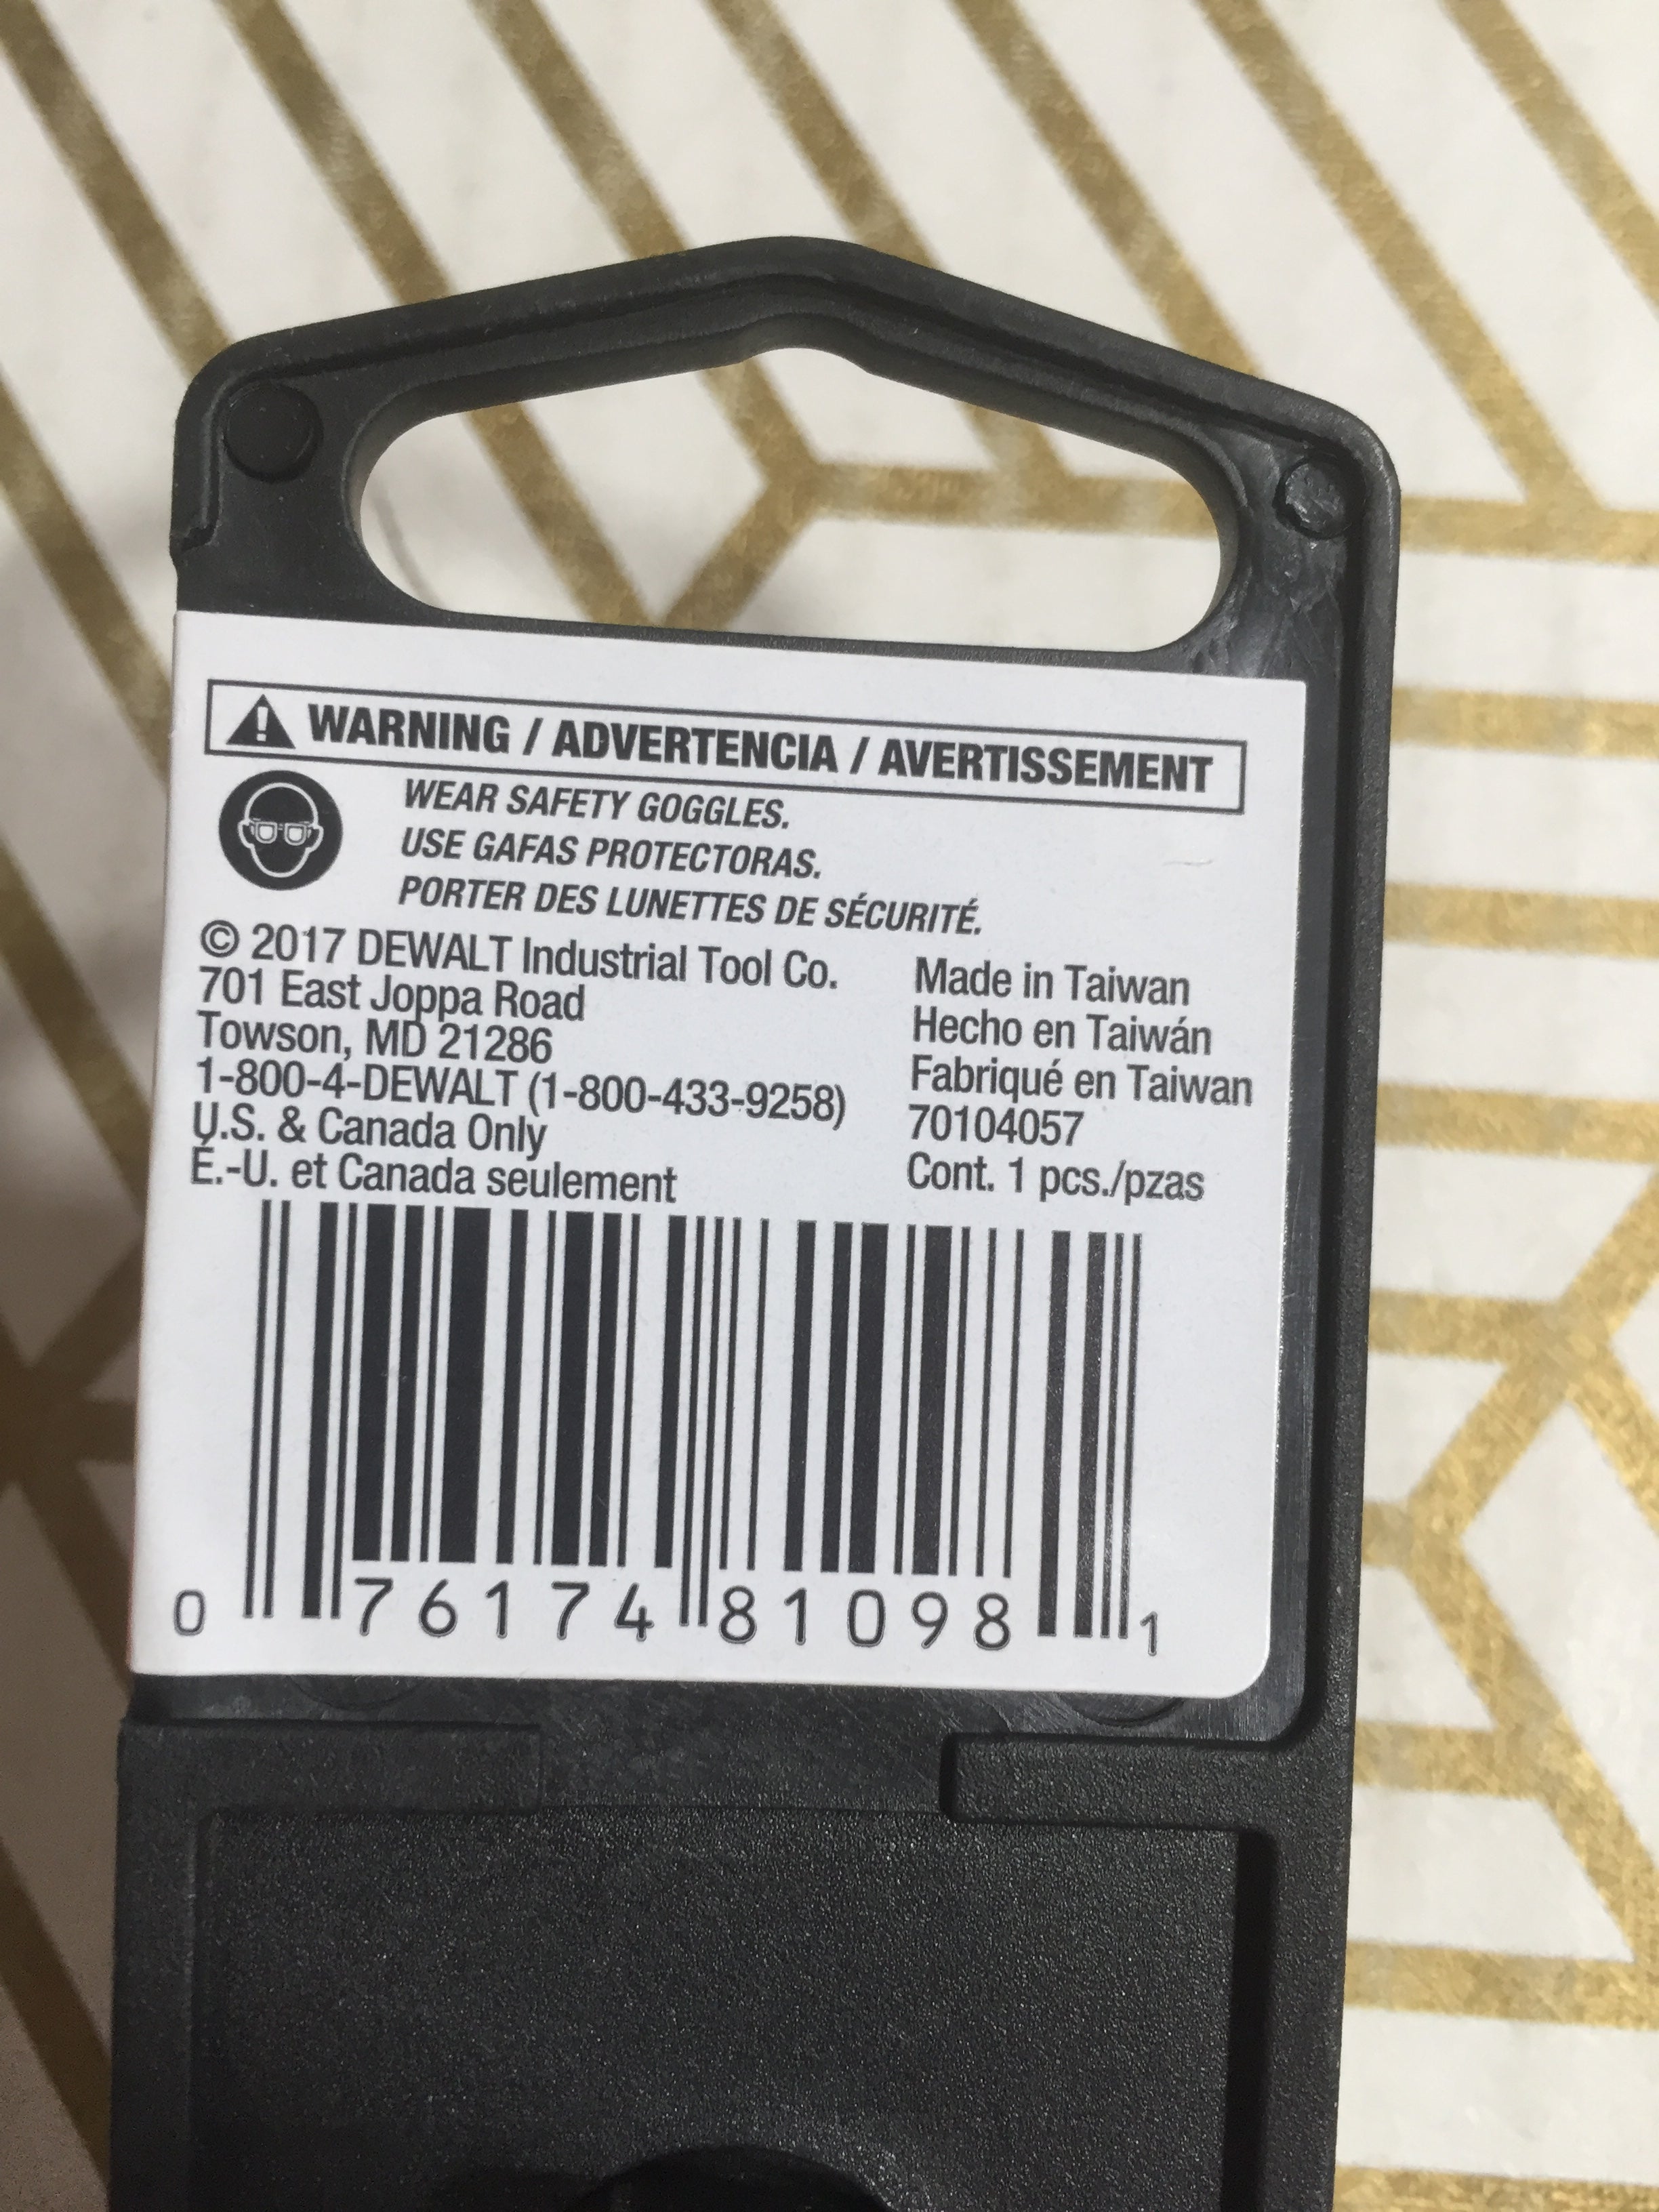 WARNING / ADVERTENCIA / AVERTISSEMENT
WEAR SAFETY GOGGLES.
USE GAFAS PROTECTORAS.
PORTER DES LUNETTES DE SÉCURITÉ.
© 2017 DEWALT Industrial Tool Co.
701 East Joppa Road
Towson, MD 21286
1-800-4-DEWALT (1-800-433-9258)
U.S. & Canada Only
É.-U. et Canada seulement
Made in Taiwan
Hecho en Taiwán
Fabriqué en Taiwan
70104057
Cont. 1 pcs./pzas
0 76174 81098 1